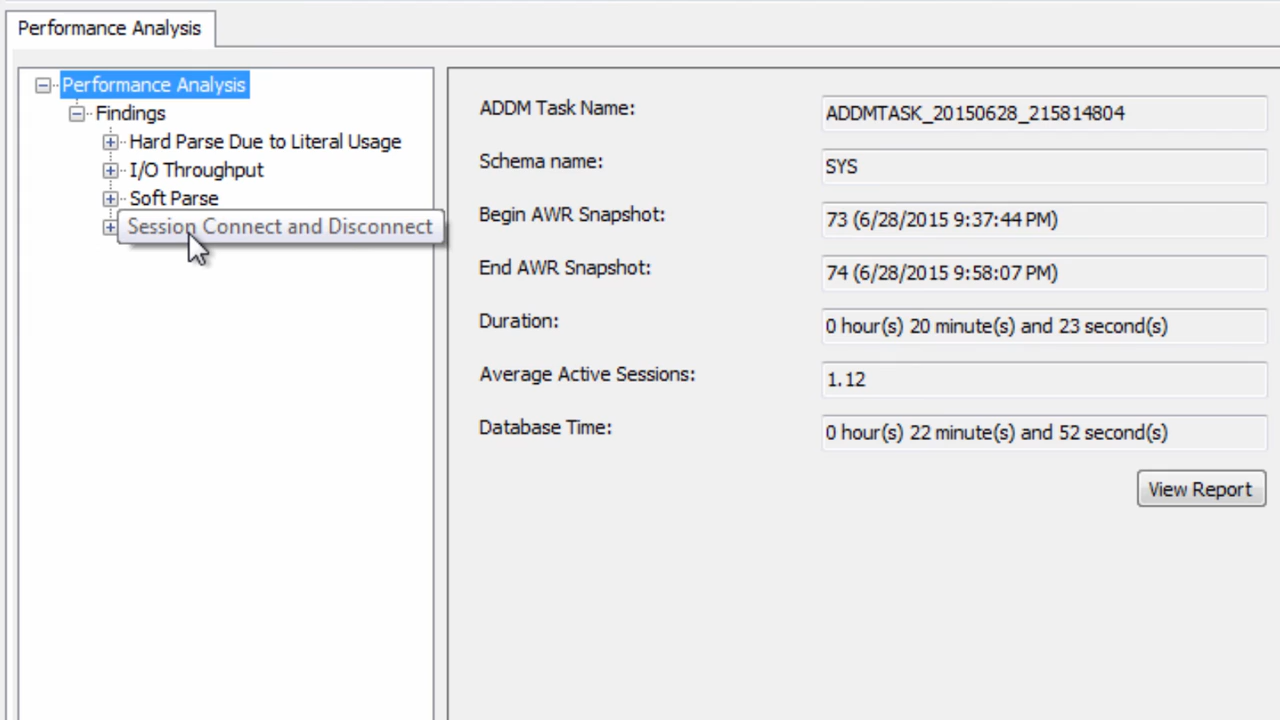 Performance Analysis
Performance Analysis
Findings
Hard Parse Due to Literal Usage
I/O Throughput
Soft Parse
Session Connect and Disconnect
ADDM Task Name: ADDMTASK_20150628_215814804
Schema name: SYS
Begin AWR Snapshot: 73 (6/28/2015 9:37:44 PM)
End AWR Snapshot: 74 (6/28/2015 9:58:07 PM)
Duration: 0 hour(s) 20 minute(s) and 23 second(s)
Average Active Sessions: 1.12
Database Time: 0 hour(s) 22 minute(s) and 52 second(s)
View Report